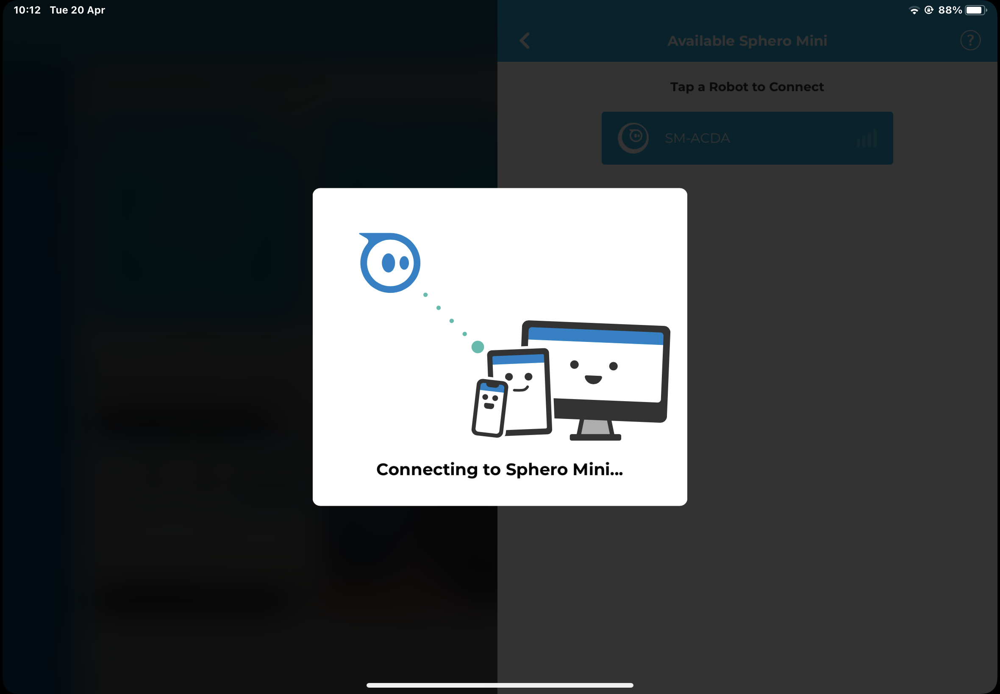 10:12 Tue 20 Apr
88%
Available Sphero Mini
?
Tap a Robot to Connect
SM-ACDA
Connecting to Sphero Mini...